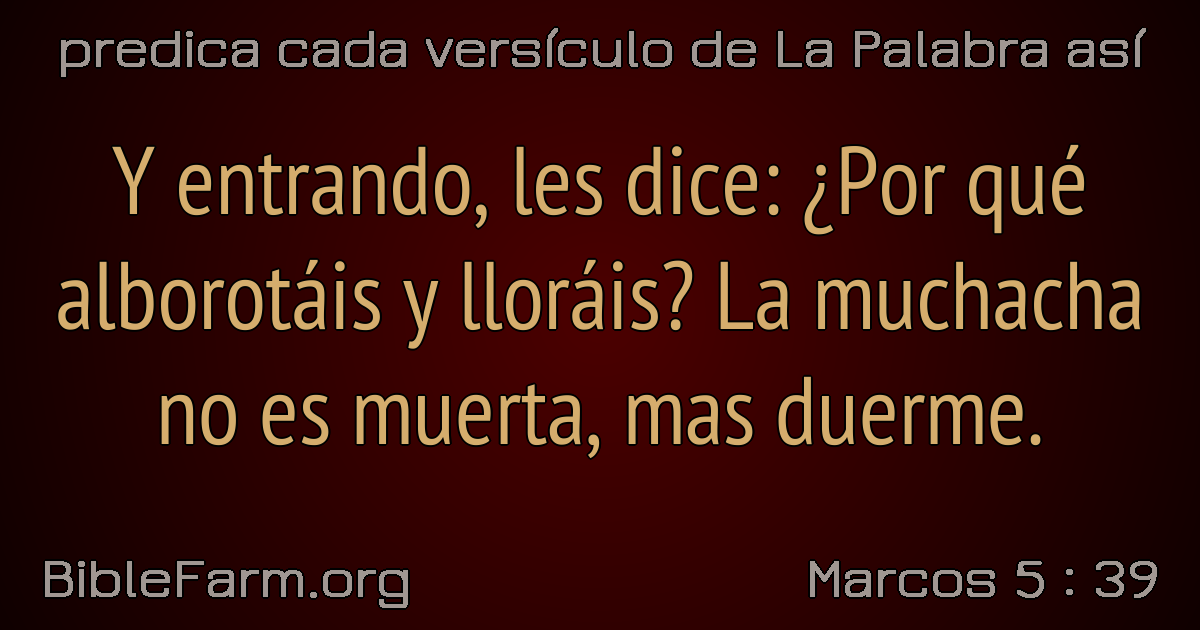 predica cada versículo de La Palabra así
Y entrando, les dice: ¿Por qué
alborotáis y lloráis? La muchacha
no es muerta, mas duerme.
BibleFarm.org
Marcos 5 : 39